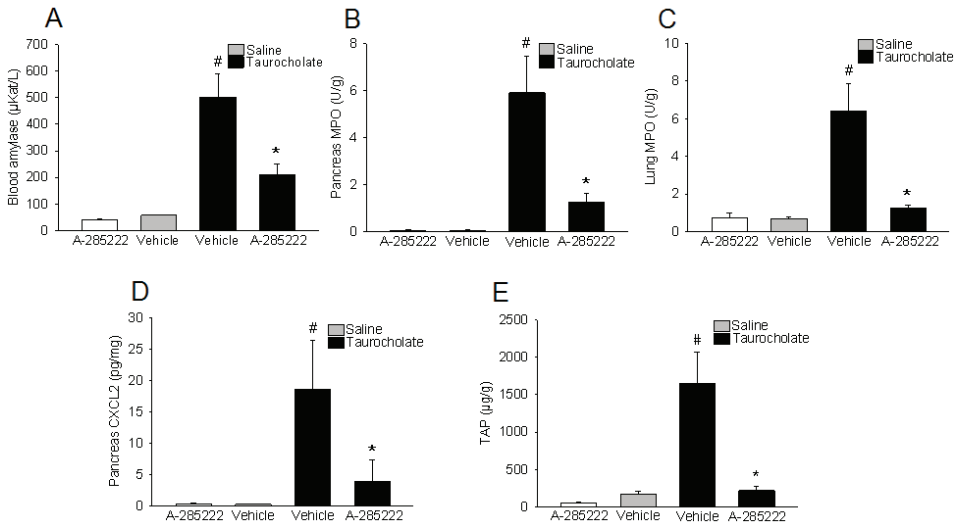 A
Blood amylase (µKat/L)
700
600
500
400
300
200
100
0
Saline
Taurocholate
#
*
A-285222 Vehicle Vehicle A-285222
B
Pancreas MPO (U/g)
8
6
4
2
0
Saline
Taurocholate
#
*
A-285222 Vehicle Vehicle A-285222
C
Lung MPO (U/g)
10
8
6
4
2
0
Saline
Taurocholate
#
*
A-285222 Vehicle Vehicle A-285222
D
Pancreas CXCL2 (pg/mg)
30
25
20
15
10
5
0
Saline
Taurocholate
#
*
A-285222 Vehicle Vehicle A-285222
E
TAP (µg/g)
2500
2000
1500
1000
500
0
Saline
Taurocholate
#
*
A-285222 Vehicle Vehicle A-285222